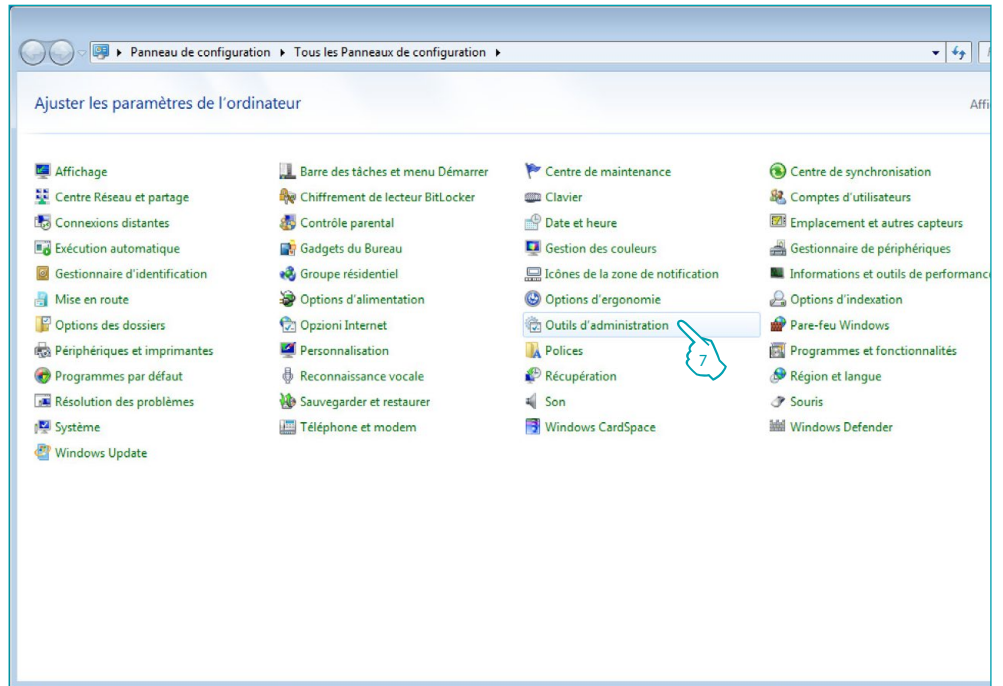 Panneau de configuration Tous les Panneaux de configuration
Ajuster les paramètres de l'ordinateur
Affichage
Barre des tâches et menu Démarrer
Centre de maintenance
Centre de synchronisation
Centre Réseau et partage
Chiffrement de lecteur BitLocker
Clavier
Comptes d'utilisateurs
Connexions distantes
Contrôle parental
Date et heure
Emplacement et autres capteurs
Exécution automatique
Gadgets du Bureau
Gestion des couleurs
Gestionnaire de périphériques
Gestionnaire d'identification
Groupe résidentiel
Icônes de la zone de notification
Informations et outils de
Mise en route
Options d'alimentation
Options d'ergonomie
Options d'indexation
Options des dossiers
Opzioni Internet
Outils d'administration
Pare-feu Windows
Périphériques et imprimantes
Personnalisation
Polices
7
Programmes et fonctionnalités
Programmes par défaut
Reconnaissance vocale
Récupération
Région et langue
Résolution des problèmes
Sauvegarder et restaurer
Son
Souris
Système
Téléphone et modem
Windows CardSpace
Windows Defender
Windows Update